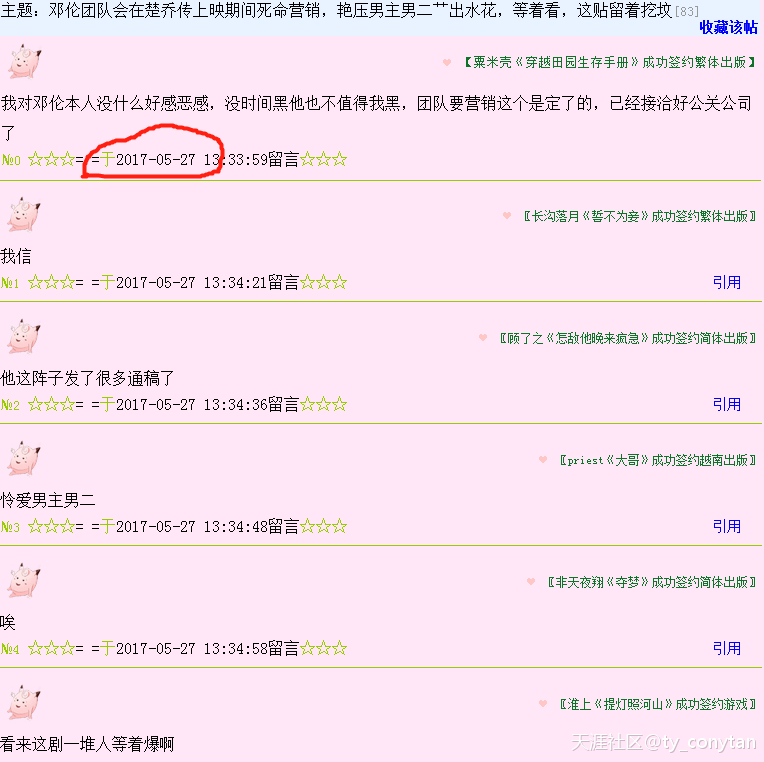 主题：邓伦团队会在楚乔传上映期间死命营销，艳压男主男二艹出水花，等着看，这贴留着挖坟[83]
收藏该帖
【粟米壳《穿越田园生存手册》成功签约繁体出版】
我对邓伦本人没什么好感恶感，没时间黑他也不值得我黑，团队要营销这个是定了的，已经接洽好公关公司
了
№0 ☆☆☆= =于2017-05-27 13:33:59留言☆☆☆
〖长沟落月《誓不为妾》成功签约繁体出版〗
我信
№1 ☆☆☆= =于2017-05-27 13:34:21留言☆☆☆ 引用
〖顾了之《怎敌他晚来疯急》成功签约简体出版〗
他这阵子发了很多通稿了
№2 ☆☆☆= =于2017-05-27 13:34:36留言☆☆☆ 引用
〖priest《大哥》成功签约越南出版〗
怜爱男主男二
№3 ☆☆☆= =于2017-05-27 13:34:48留言☆☆☆ 引用
〖非天夜翔《夺梦》成功签约简体出版〗
唉
№4 ☆☆☆= =于2017-05-27 13:34:58留言☆☆☆ 引用
〖淮上《提灯照河山》成功签约游戏〗
看来这剧一堆人等着爆啊
天涯社区@ty_conytan